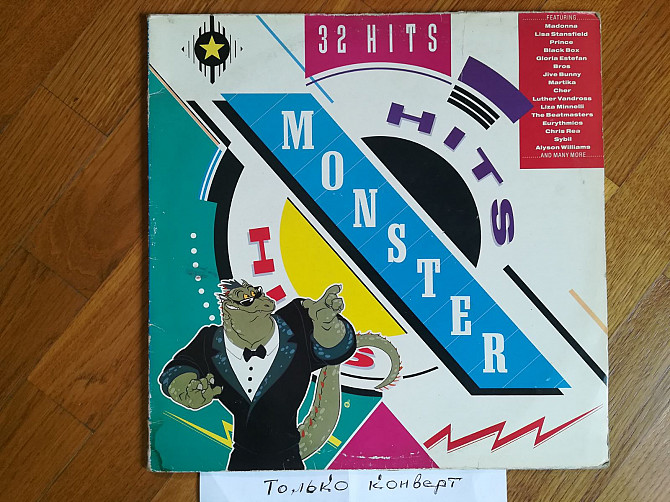 32 HITS
FEATURING
Madonna
Lisa Stansfield
Prince
Black Box
Gloria Estefan
Bros
Jive Bunny
Martika
Cher
Luther Vandross
Liza Minnelli
The Beatmasters
Eurythmics
Chris Rea
Sybil
Alyson Williams
...AND MANY MORE...
HITS
MONSTER
HI S
Только конверт